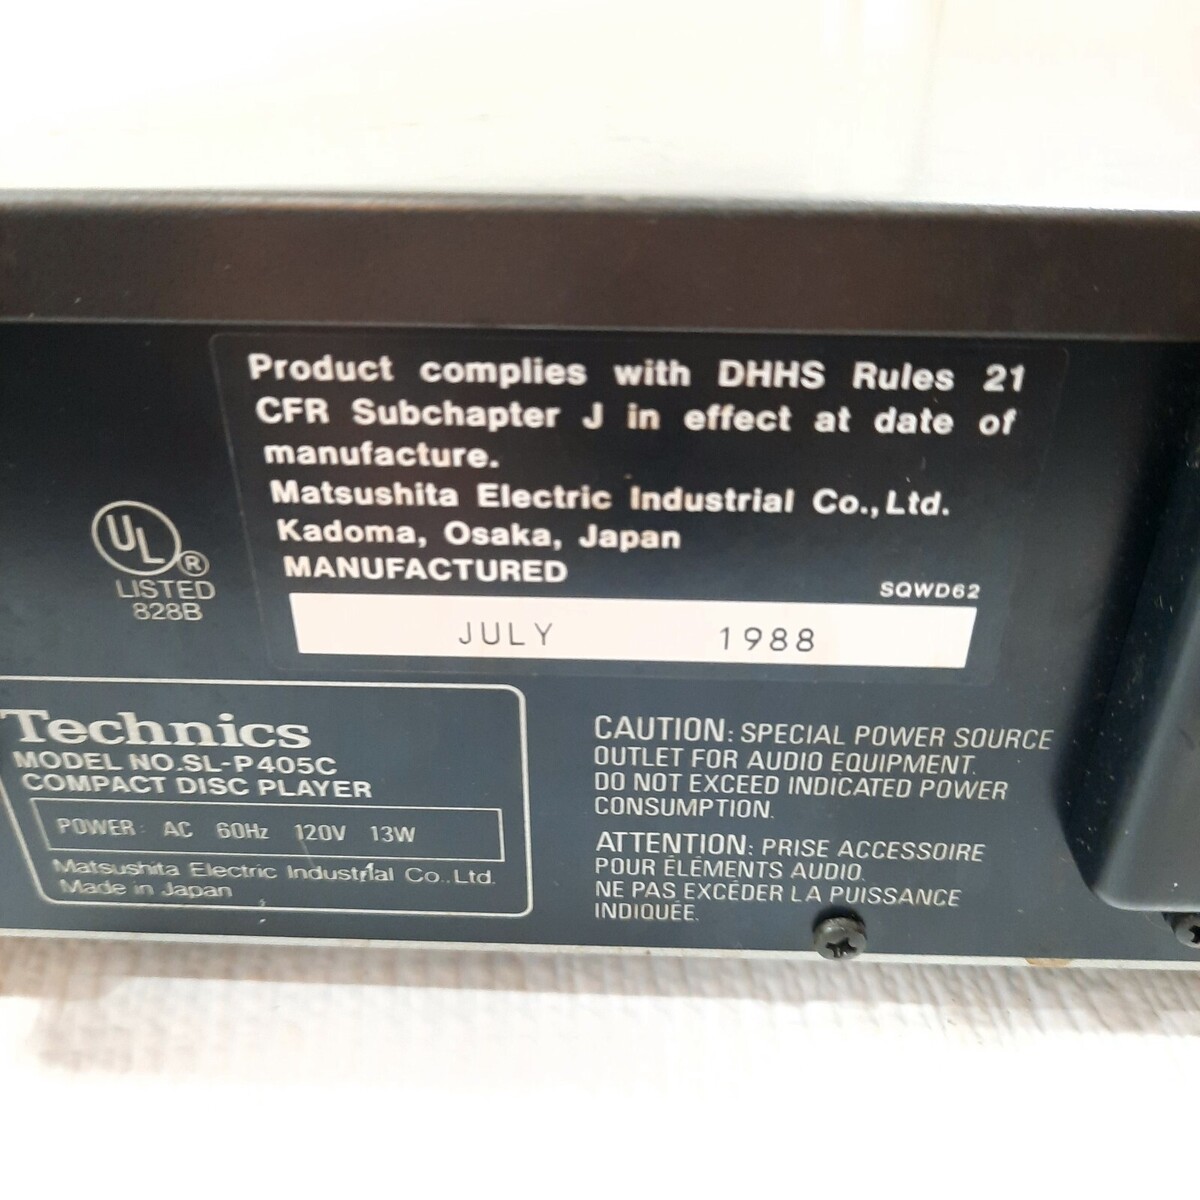 Product complies with DHHS Rules 21
CFR Subchapter J in effect at date of
manufacture.
Matsushita Electric Industrial Co., Ltd.
Kadoma, Osaka, Japan
MANUFACTURED
SQWD62
JULY 1988
UL ®
LISTED
828B
Technics
MODEL NO.SL-P405C
COMPACT DISC PLAYER
POWER: AC 60Hz 120V 13W
Matsushita Electric Industrial Co., Ltd.
Made in Japan
CAUTION: SPECIAL POWER SOURCE
OUTLET FOR AUDIO EQUIPMENT.
DO NOT EXCEED INDICATED POWER
CONSUMPTION.
ATTENTION: PRISE ACCESSOIRE
POUR ÉLÉMENTS AUDIO.
NE PAS EXCÉDER LA PUISSANCE
INDIQUÉE.